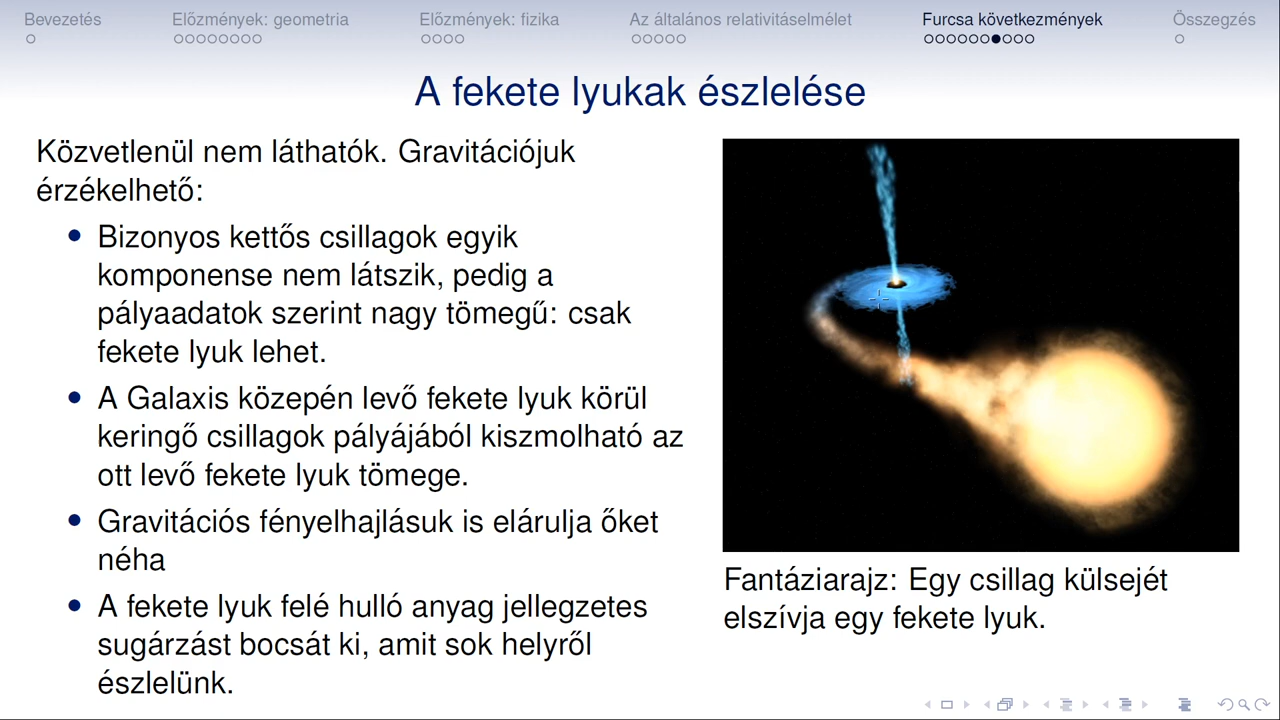 Bevezetés Előzmények: geometria Előzmények: fizika Az általános relativitáselmélet Furcsa következmények Összegzés
A fekete lyukak észlelése
Közvetlenül nem láthatók. Gravitációjuk
érzékelhető:
Bizonyos kettős csillagok egyik
komponense nem látszik, pedig a
pályaadatok szerint nagy tömegű: csak
fekete lyuk lehet.
A Galaxis közepén levő fekete lyuk körül
keringő csillagok pályájából kiszmolható az
ott levő fekete lyuk tömege.
Gravitációs fényelhajlásuk is elárulja őket
néha
A fekete lyuk felé hulló anyag jellegzetes
sugárzást bocsát ki, amit sok helyről
észlelünk.
Fantáziarajz: Egy csillag külsejét
elszívja egy fekete lyuk.